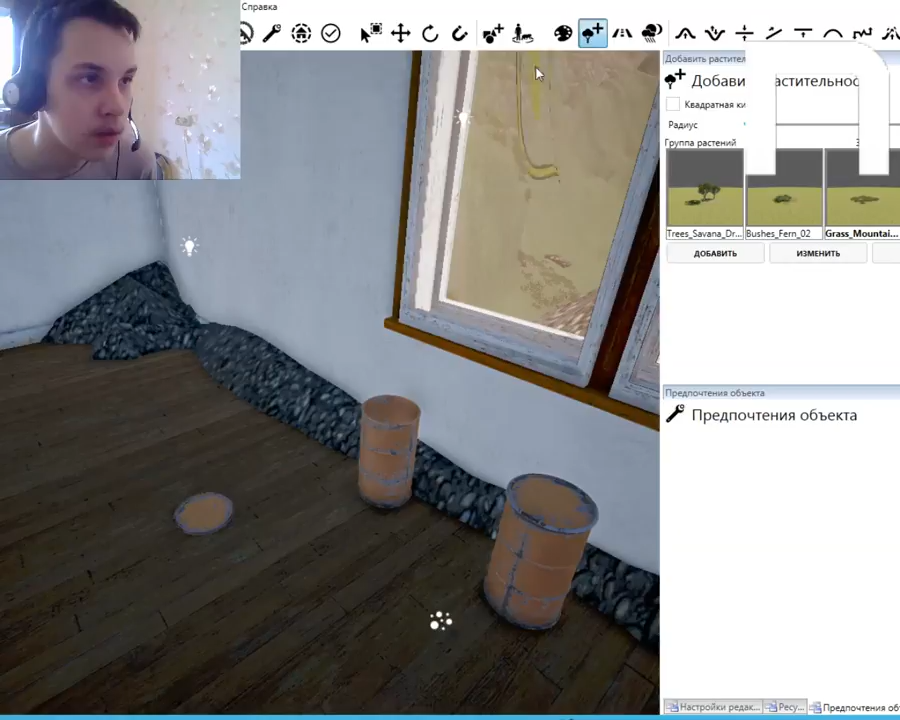 Справка
Добавить растител
Добави астительнос
Квадратная ки
Радиус
Группа растений
Trees_Savana_Dr... Bushes_Fern_02 Grass_Mountai...
ДОБАВИТЬ ИЗМЕНИТЬ
Предпочтения объекта
Предпочтения объекта
Настройки редак... Ресу... Предпочтения об